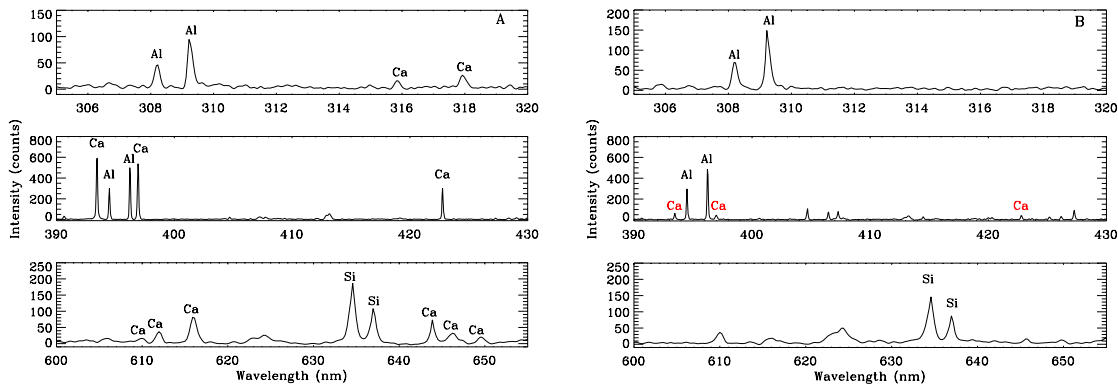 A
150
100
50
0
Al
Al
Ca
Ca
306 308 310 312 314 316 318 320
Intensity (counts)
800
600
400
200
0
Ca
Al
Al
Ca
Ca
390 400 410 420 430
250
200
150
100
50
0
Ca
Ca
Ca
Si
Si
Ca
Ca
Ca
600 610 620 630 640 650
Wavelength (nm)
B
200
150
100
50
0
Al
Al
306 308 310 312 314 316 318 320
Intensity (counts)
800
600
400
200
0
Ca
Al
Al
Ca
Ca
390 400 410 420 430
250
200
150
100
50
0
Si
Si
600 610 620 630 640 650
Wavelength (nm)